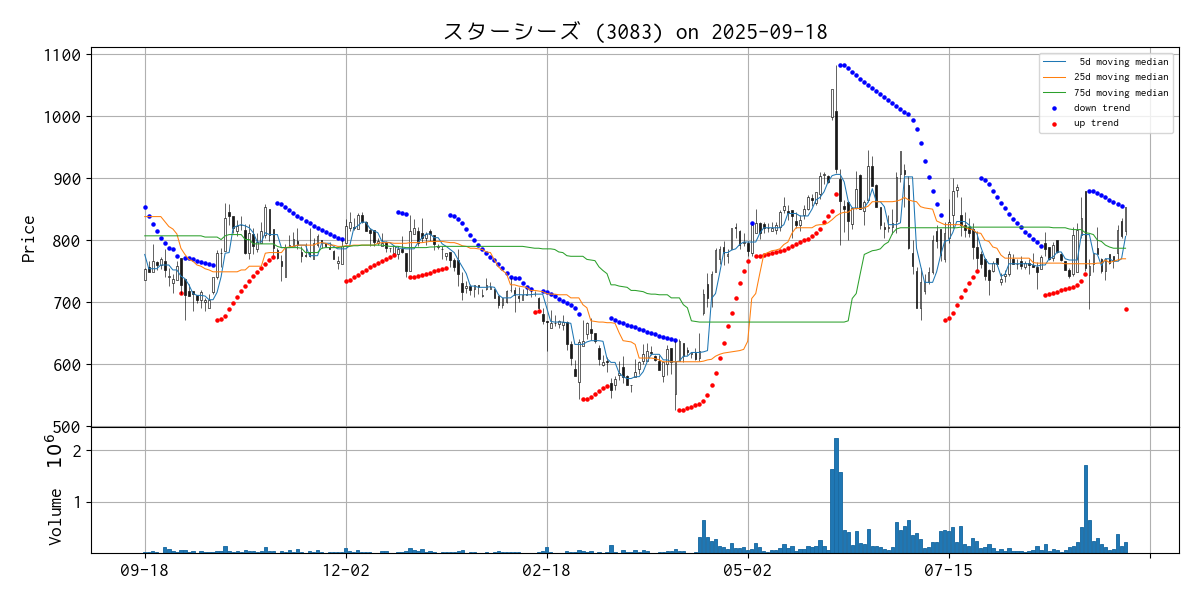 スターシーズ (3083) on 2025-09-18
1100
1000
900
800
700
600
500
Price
5d moving median
25d moving median
75d moving median
down trend
up trend
2
1
Volume 10^6
09-18
12-02
02-18
05-02
07-15